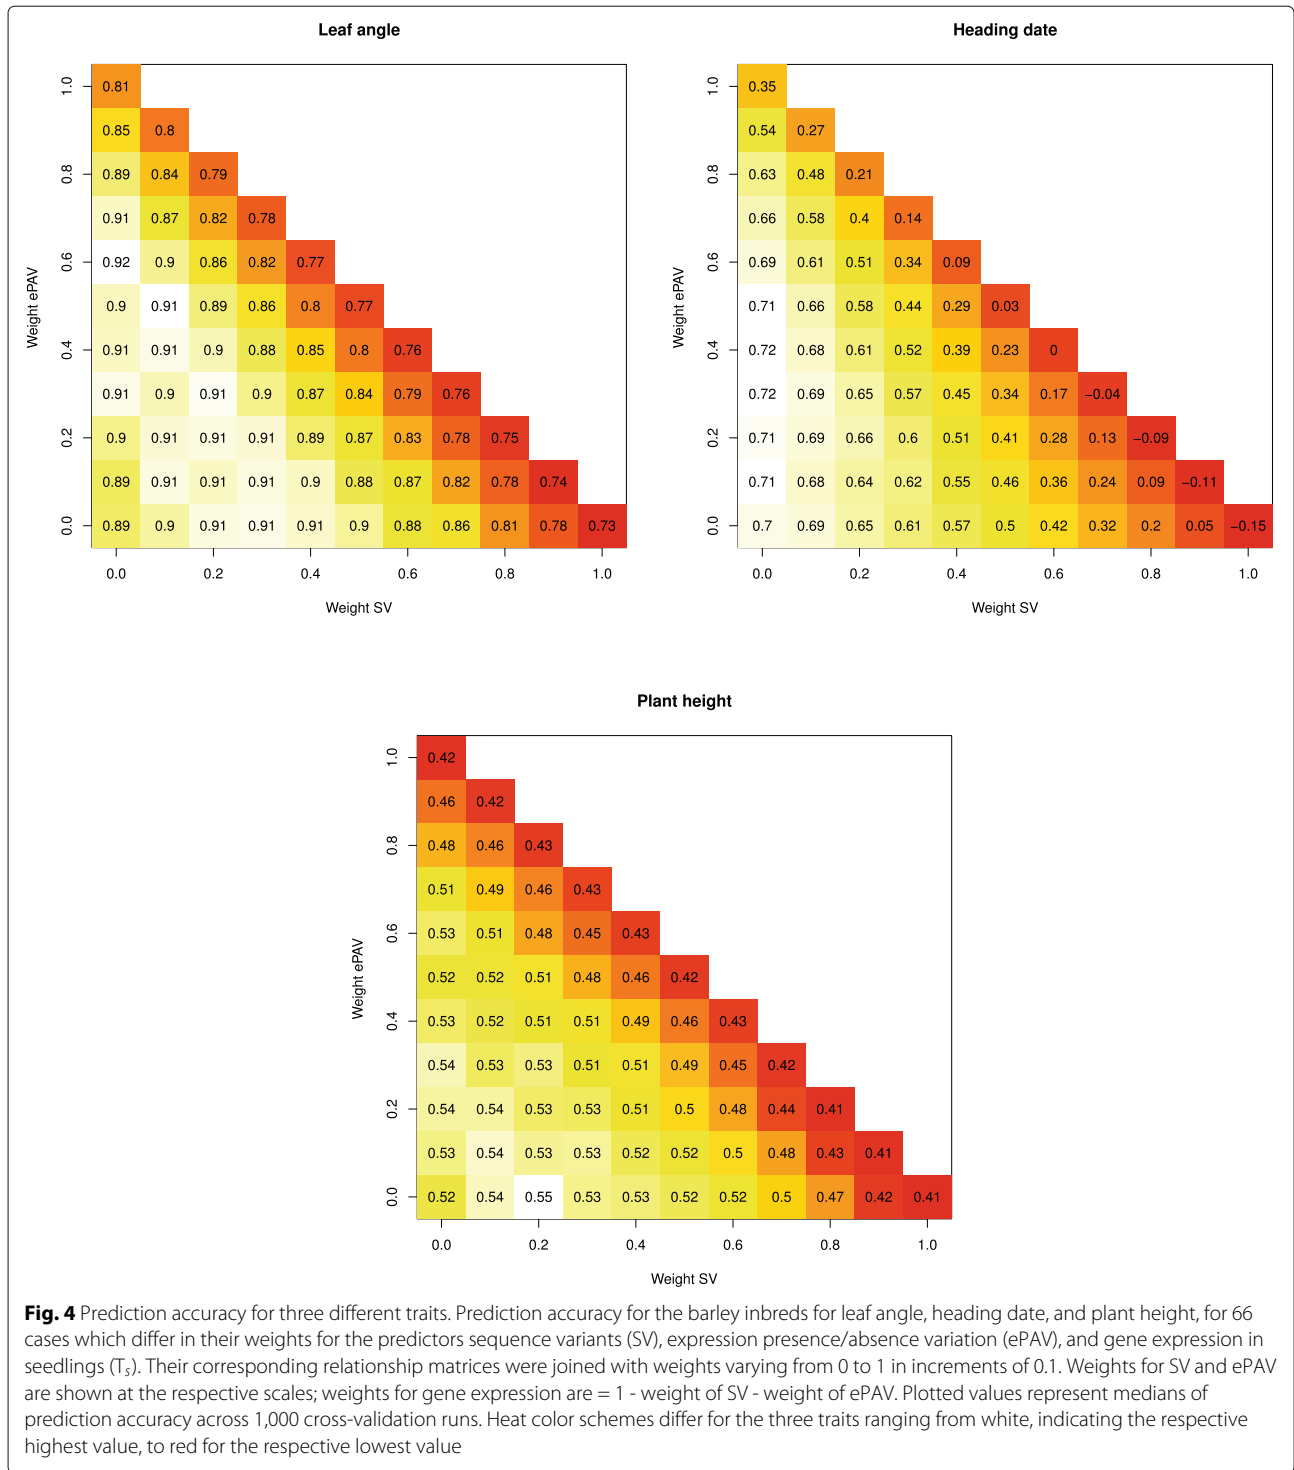 Leaf angle
1.0 0.81
0.85 0.8
0.8 0.89 0.84 0.79
0.91 0.87 0.82 0.78
0.6 0.92 0.9 0.86 0.82 0.77
0.9 0.91 0.89 0.86 0.8 0.77
0.4 0.91 0.91 0.9 0.88 0.85 0.8 0.76
0.91 0.9 0.91 0.9 0.87 0.84 0.79 0.76
0.2 0.9 0.91 0.91 0.91 0.89 0.87 0.83 0.78 0.75
0.89 0.91 0.91 0.91 0.9 0.88 0.87 0.82 0.78 0.74
0.0 0.89 0.9 0.91 0.91 0.91 0.9 0.88 0.86 0.81 0.78 0.73
Weight ePAV
0.0 0.2 0.4 0.6 0.8 1.0
Weight SV
Heading date
1.0 0.35
0.54 0.27
0.8 0.63 0.48 0.21
0.66 0.58 0.4 0.14
0.6 0.69 0.61 0.51 0.34 0.09
0.71 0.66 0.58 0.44 0.29 0.03
0.4 0.72 0.68 0.61 0.52 0.39 0.23 0
0.72 0.69 0.65 0.57 0.45 0.34 0.17 −0.04
0.2 0.71 0.69 0.66 0.6 0.51 0.41 0.28 0.13 −0.09
0.71 0.68 0.64 0.62 0.55 0.46 0.36 0.24 0.09 −0.11
0.0 0.7 0.69 0.65 0.61 0.57 0.5 0.42 0.32 0.2 0.05 −0.15
Weight ePAV
0.0 0.2 0.4 0.6 0.8 1.0
Weight SV
Plant height
1.0 0.42
0.46 0.42
0.8 0.48 0.46 0.43
0.51 0.49 0.46 0.43
0.6 0.53 0.51 0.48 0.45 0.43
0.52 0.52 0.51 0.48 0.46 0.42
0.4 0.53 0.52 0.51 0.51 0.49 0.46 0.43
0.54 0.53 0.53 0.51 0.51 0.49 0.45 0.42
0.2 0.54 0.54 0.53 0.53 0.51 0.5 0.48 0.44 0.41
0.53 0.54 0.53 0.53 0.52 0.52 0.5 0.48 0.43 0.41
0.0 0.52 0.54 0.55 0.53 0.53 0.52 0.52 0.5 0.47 0.42 0.41
Weight ePAV
0.0 0.2 0.4 0.6 0.8 1.0
Weight SV
Fig. 4 Prediction accuracy for three different traits. Prediction accuracy for the barley inbreds for leaf angle, heading date, and plant height, for 66
cases which differ in their weights for the predictors sequence variants (SV), expression presence/absence variation (ePAV), and gene expression in
seedlings (Ts). Their corresponding relationship matrices were joined with weights varying from 0 to 1 in increments of 0.1. Weights for SV and ePAV
are shown at the respective scales; weights for gene expression are = 1 - weight of SV - weight of ePAV. Plotted values represent medians of
prediction accuracy across 1,000 cross-validation runs. Heat color schemes differ for the three traits ranging from white, indicating the respective
highest value, to red for the respective lowest value